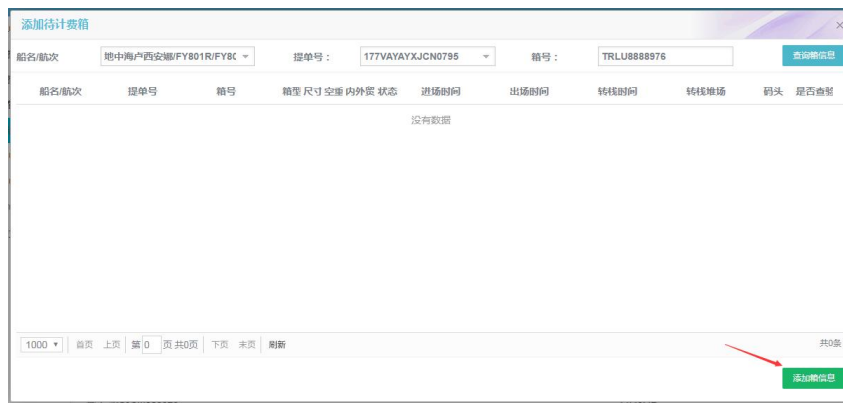 添加待计费箱
船名/航次 地中海卢西安娜/FY801R/FY80 提单号： 177VAYAYXJCN0795 箱号： TRLU8888976 查询箱信息
船名/航次 提单号 箱号 箱型 尺寸 空重 内外贸 状态 进场时间 出场时间 转栈时间 转栈堆场 码头 是否查验
没有数据
1000 首页 上页 第 0 页 共0页 下页 末页 刷新 共0条
添加箱信息